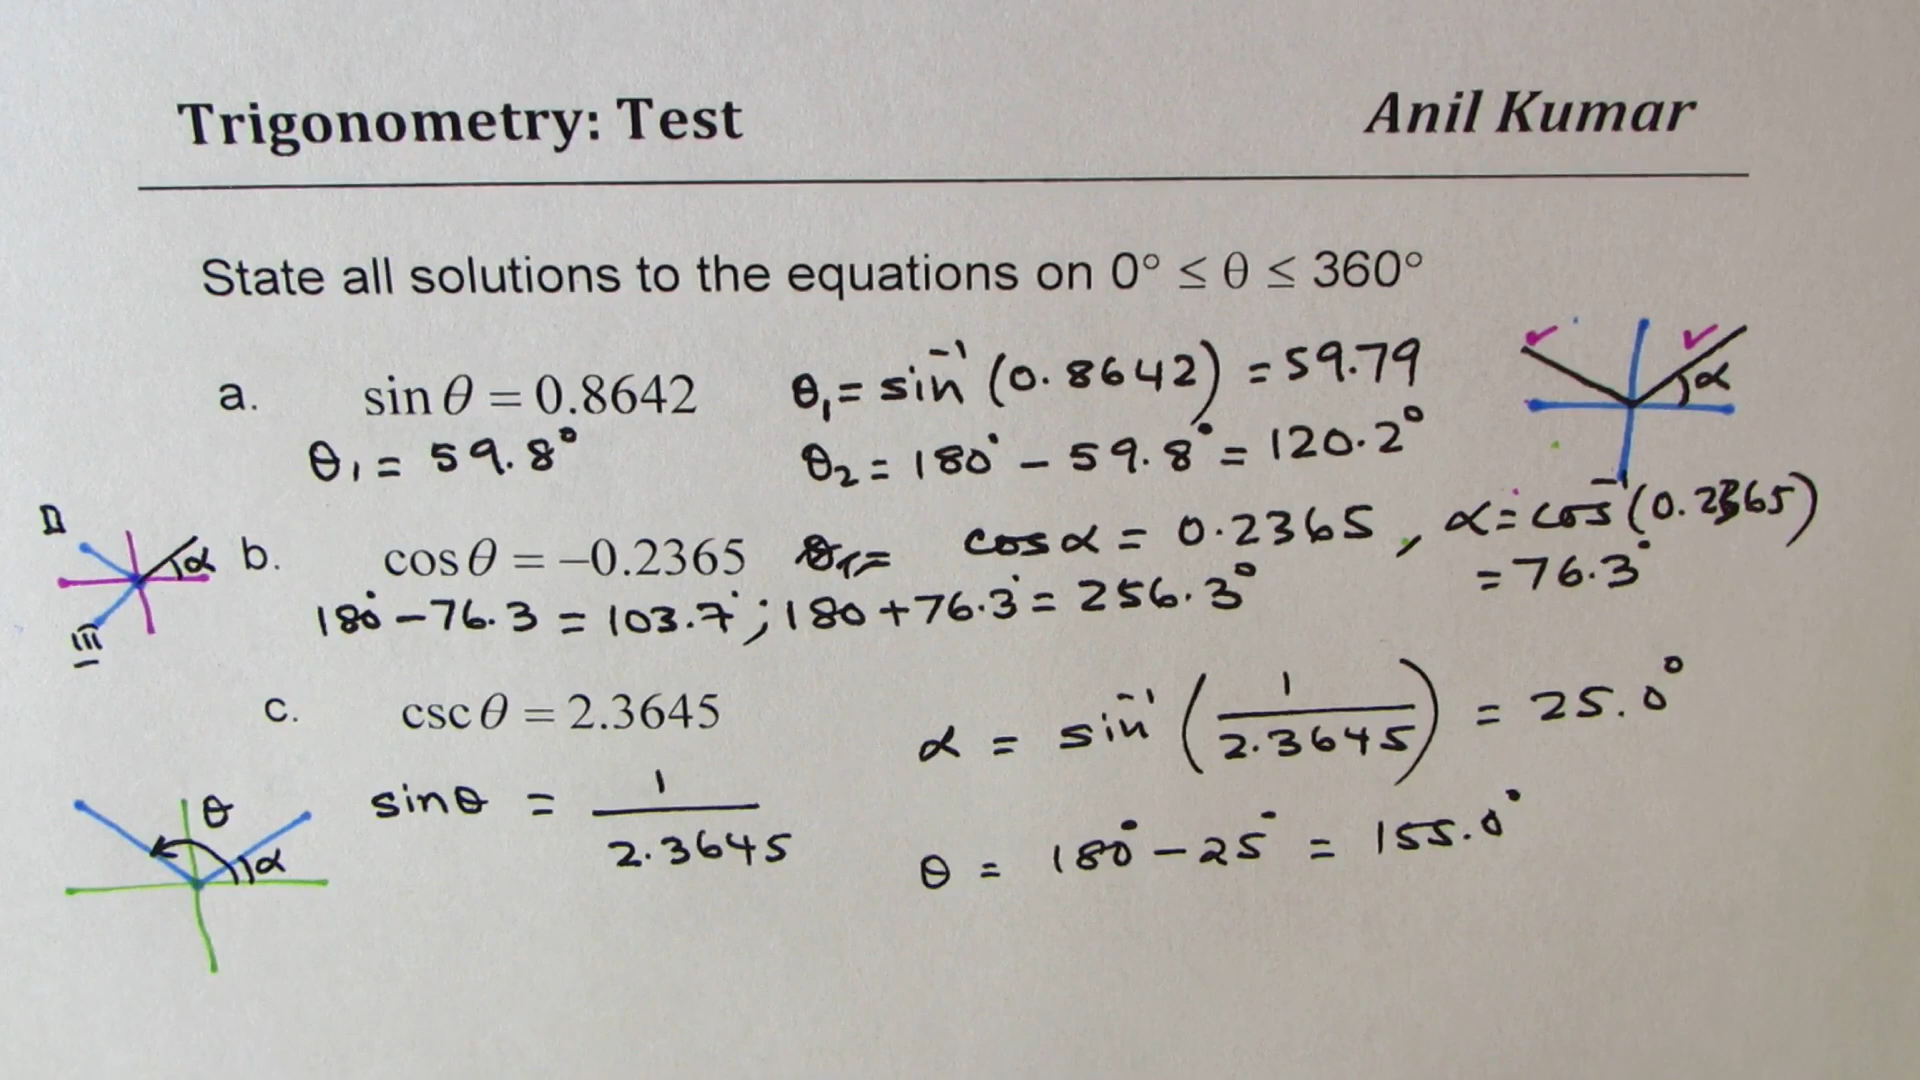 Trigonometry: Test Anil Kumar
State all solutions to the equations on 0° ≤ θ ≤ 360°
a. sin θ = 0.8642 θ₁ = sin⁻¹ (0.8642) = 59.79
θ₁ = 59.8° θ₂ = 180° − 59.8° = 120.2°
α
II
α
III
b. cos θ = −0.2365 cos α = 0.2365 , α = cos⁻¹ (0.2365)
= 76.3°
180° − 76.3 = 103.7° ; 180 + 76.3° = 256.3°
c. csc θ = 2.3645 α = sin⁻¹ (1/2.3645) = 25.0°
sin θ = 1/2.3645
θ = 180° − 25° = 155.0°
θ
α